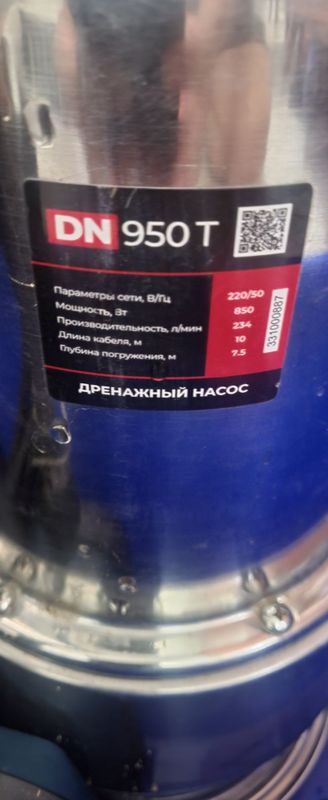 DN 950 T
Параметры сети, В/Гц 220/50
Мощность, Вт 850
Производительность, л/мин 234
Длина кабеля, м 10
Глубина погружения, м 7.5
331000887
ДРЕНАЖНЫЙ НАСОС